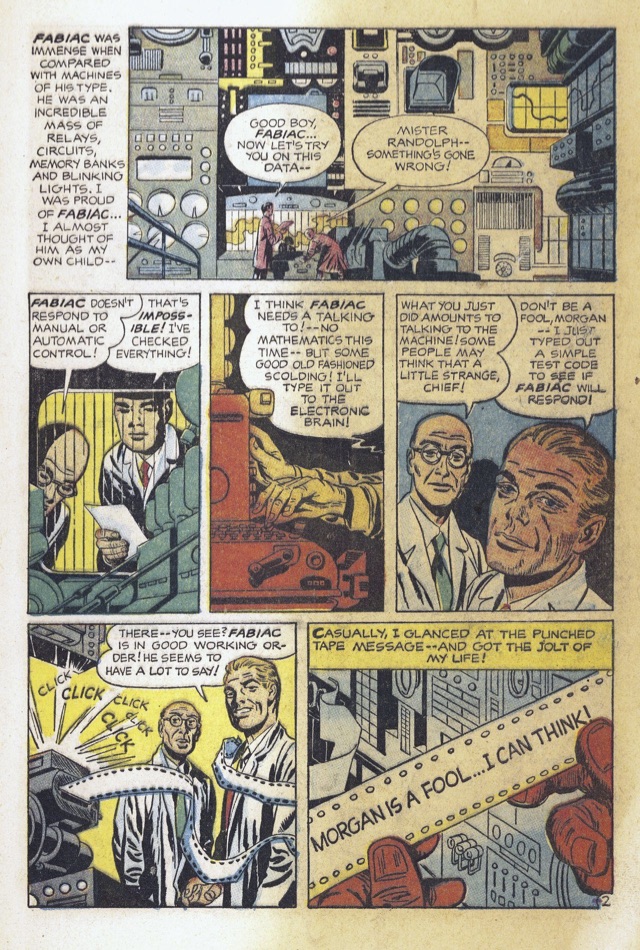 FABIAC WAS
IMMENSE WHEN
COMPARED
WITH MACHINES
OF HIS TYPE.
HE WAS AN
INCREDIBLE
MASS OF
RELAYS,
CIRCUITS,
MEMORY BANKS
AND BLINKING
LIGHTS. I
WAS PROUD
OF FABIAC...
I ALMOST
THOUGHT OF
HIM AS MY
OWN CHILD--
GOOD BOY,
FABIAC...
NOW LET'S TRY
YOU ON THIS
DATA--
MISTER
RANDOLPH--
SOMETHING'S GONE
WRONG!
FABIAC DOESN'T
RESPOND TO
MANUAL OR
AUTOMATIC
CONTROL!
THAT'S
IMPOSS-
IBLE! I'VE
CHECKED
EVERYTHING!
I THINK FABIAC
NEEDS A TALKING
TO!--NO
MATHEMATICS THIS
TIME--BUT SOME
GOOD OLD FASHIONED
SCOLDING! I'LL
TYPE IT OUT
TO THE
ELECTRONIC
BRAIN!
WHAT YOU JUST
DID AMOUNTS TO
TALKING TO THE
MACHINE! SOME
PEOPLE MAY
THINK THAT A
LITTLE STRANGE,
CHIEF!
DON'T BE A
FOOL, MORGAN
--I JUST
TYPED OUT
A SIMPLE
TEST CODE
TO SEE IF
FABIAC WILL
RESPOND!
THERE--YOU SEE? FABIAC
IS IN GOOD WORKING OR-
DER! HE SEEMS TO
HAVE A LOT TO SAY!
CLICK
CLICK
CLICK
CLICK
CLICK
CASUALLY, I GLANCED AT THE PUNCHED
TAPE MESSAGE--AND GOT THE JOLT OF
MY LIFE!
MORGAN IS A FOOL...I CAN THINK!
2